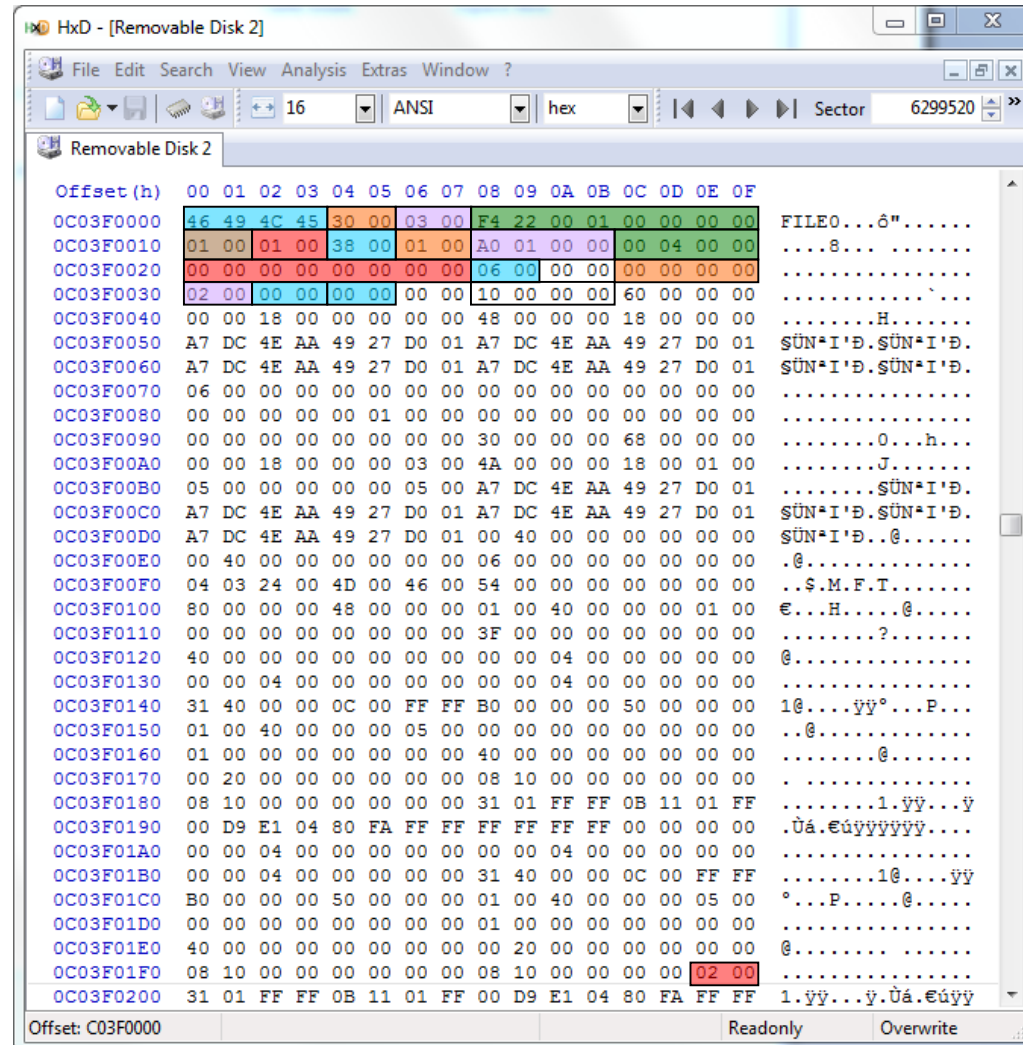 HxD - [Removable Disk 2]
File Edit Search View Analysis Extras Window ?
16 ANSI hex Sector 6299520 »
Removable Disk 2
Offset(h) 00 01 02 03 04 05 06 07 08 09 0A 0B 0C 0D 0E 0F
0C03F0000 46 49 4C 45 30 00 03 00 F4 22 00 01 00 00 00 00 FILE0...ô"......
0C03F0010 01 00 01 00 38 00 01 00 A0 01 00 00 00 04 00 00 ....8... .......
0C03F0020 00 00 00 00 00 00 00 00 06 00 00 00 00 00 00 00 ................
0C03F0030 02 00 00 00 00 00 00 00 10 00 00 00 60 00 00 00 ............`...
0C03F0040 00 00 18 00 00 00 00 00 48 00 00 00 18 00 00 00 ........H.......
0C03F0050 A7 DC 4E AA 49 27 D0 01 A7 DC 4E AA 49 27 D0 01 §ÜNªI'Ð.§ÜNªI'Ð.
0C03F0060 A7 DC 4E AA 49 27 D0 01 A7 DC 4E AA 49 27 D0 01 §ÜNªI'Ð.§ÜNªI'Ð.
0C03F0070 06 00 00 00 00 00 00 00 00 00 00 00 00 00 00 00 ................
0C03F0080 00 00 00 00 00 01 00 00 00 00 00 00 00 00 00 00 ................
0C03F0090 00 00 00 00 00 00 00 00 30 00 00 00 68 00 00 00 ........0...h...
0C03F00A0 00 00 18 00 00 00 03 00 4A 00 00 00 18 00 01 00 ........J.......
0C03F00B0 05 00 00 00 00 00 05 00 A7 DC 4E AA 49 27 D0 01 ........§ÜNªI'Ð.
0C03F00C0 A7 DC 4E AA 49 27 D0 01 A7 DC 4E AA 49 27 D0 01 §ÜNªI'Ð.§ÜNªI'Ð.
0C03F00D0 A7 DC 4E AA 49 27 D0 01 00 40 00 00 00 00 00 00 §ÜNªI'Ð..@......
0C03F00E0 00 40 00 00 00 00 00 00 06 00 00 00 00 00 00 00 .@..............
0C03F00F0 04 03 24 00 4D 00 46 00 54 00 00 00 00 00 00 00 ..$.M.F.T.......
0C03F0100 80 00 00 00 48 00 00 00 01 00 40 00 00 00 01 00 €...H.....@.....
0C03F0110 00 00 00 00 00 00 00 00 3F 00 00 00 00 00 00 00 ........?.......
0C03F0120 40 00 00 00 00 00 00 00 00 00 04 00 00 00 00 00 @...............
0C03F0130 00 00 04 00 00 00 00 00 00 00 04 00 00 00 00 00 ................
0C03F0140 31 40 00 00 0C 00 FF FF B0 00 00 00 50 00 00 00 1@....ÿÿ°...P...
0C03F0150 01 00 40 00 00 00 05 00 00 00 00 00 00 00 00 00 ..@.............
0C03F0160 01 00 00 00 00 00 00 00 40 00 00 00 00 00 00 00 ........@.......
0C03F0170 00 20 00 00 00 00 00 00 08 10 00 00 00 00 00 00 . ..............
0C03F0180 08 10 00 00 00 00 00 00 31 01 FF FF 0B 11 01 FF ........1.ÿÿ...ÿ
0C03F0190 00 D9 E1 04 80 FA FF FF FF FF FF FF 00 00 00 00 .Ùá.€úÿÿÿÿÿÿ....
0C03F01A0 00 00 04 00 00 00 00 00 00 00 04 00 00 00 00 00 ................
0C03F01B0 00 00 04 00 00 00 00 00 31 40 00 00 0C 00 FF FF ........1@....ÿÿ
0C03F01C0 B0 00 00 00 50 00 00 00 01 00 40 00 00 00 05 00 °...P.....@.....
0C03F01D0 00 00 00 00 00 00 00 00 01 00 00 00 00 00 00 00 ................
0C03F01E0 40 00 00 00 00 00 00 00 00 20 00 00 00 00 00 00 @........ ......
0C03F01F0 08 10 00 00 00 00 00 00 08 10 00 00 00 00 02 00 ................
0C03F0200 31 01 FF FF 0B 11 01 FF 00 D9 E1 04 80 FA FF FF 1.ÿÿ...ÿ.Ùá.€úÿÿ
Offset: C03F0000 Readonly Overwrite